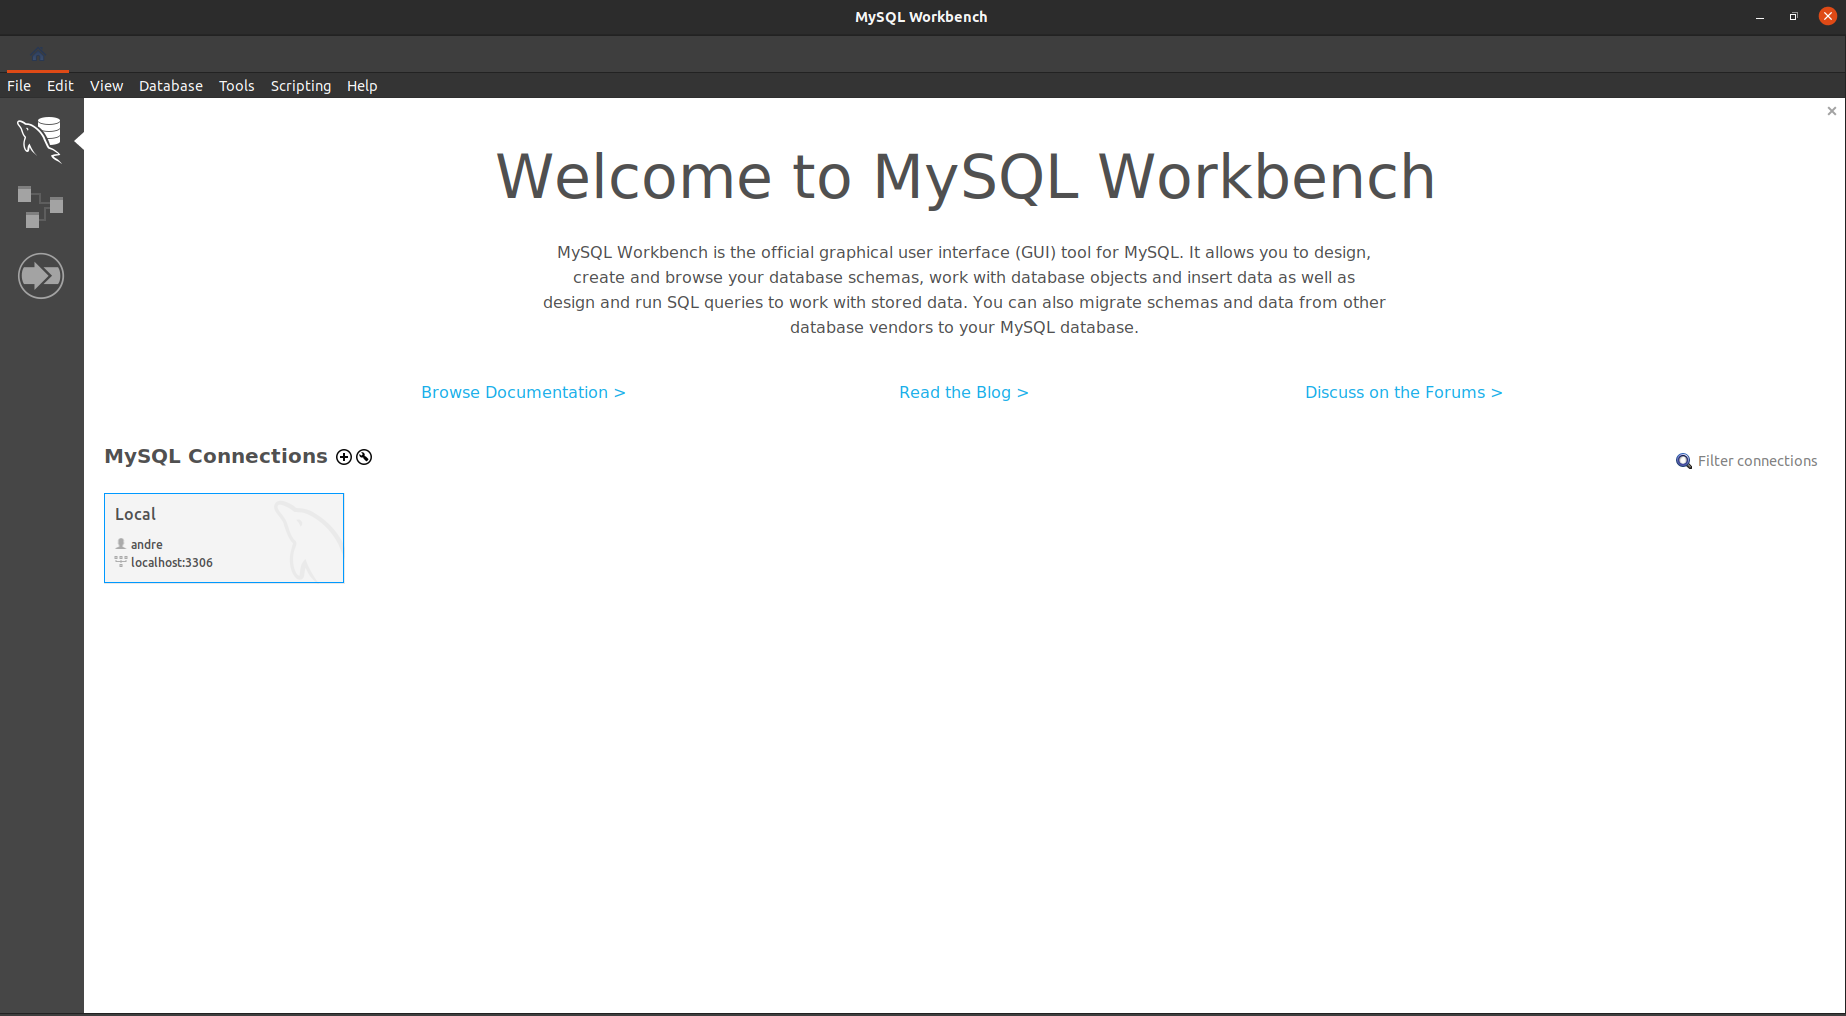 MySQL Workbench
File Edit View Database Tools Scripting Help
Welcome to MySQL Workbench
MySQL Workbench is the official graphical user interface (GUI) tool for MySQL. It allows you to design,
create and browse your database schemas, work with database objects and insert data as well as
design and run SQL queries to work with stored data. You can also migrate schemas and data from other
database vendors to your MySQL database.
Browse Documentation > Read the Blog > Discuss on the Forums >
MySQL Connections
Filter connections
Local
andre
localhost:3306